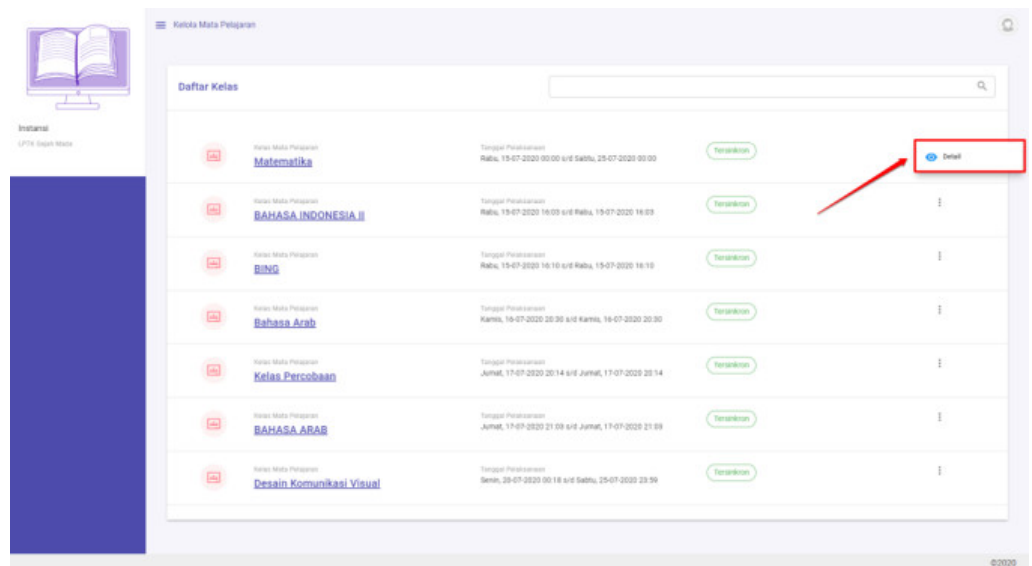 Kelola Mata Pelajaran
Instansi
LPTK Gajah Mada
Daftar Kelas
Kelas Mata Pelajaran
Matematika
Tanggal Pelaksanaan
Rabu, 15-07-2020 00:00 s/d Sabtu, 25-07-2020 00:00
Tersinkron
Detail
Kelas Mata Pelajaran
BAHASA INDONESIA II
Tanggal Pelaksanaan
Rabu, 15-07-2020 16:03 s/d Rabu, 15-07-2020 16:03
Tersinkron
Kelas Mata Pelajaran
BING
Tanggal Pelaksanaan
Rabu, 15-07-2020 16:10 s/d Rabu, 15-07-2020 16:10
Tersinkron
Kelas Mata Pelajaran
Bahasa Arab
Tanggal Pelaksanaan
Kamis, 16-07-2020 20:30 s/d Kamis, 16-07-2020 20:30
Tersinkron
Kelas Mata Pelajaran
Kelas Percobaan
Tanggal Pelaksanaan
Jumat, 17-07-2020 20:14 s/d Jumat, 17-07-2020 20:14
Tersinkron
Kelas Mata Pelajaran
BAHASA ARAB
Tanggal Pelaksanaan
Jumat, 17-07-2020 21:09 s/d Jumat, 17-07-2020 21:09
Tersinkron
Kelas Mata Pelajaran
Desain Komunikasi Visual
Tanggal Pelaksanaan
Senin, 20-07-2020 00:18 s/d Sabtu, 25-07-2020 23:59
Tersinkron
©2020